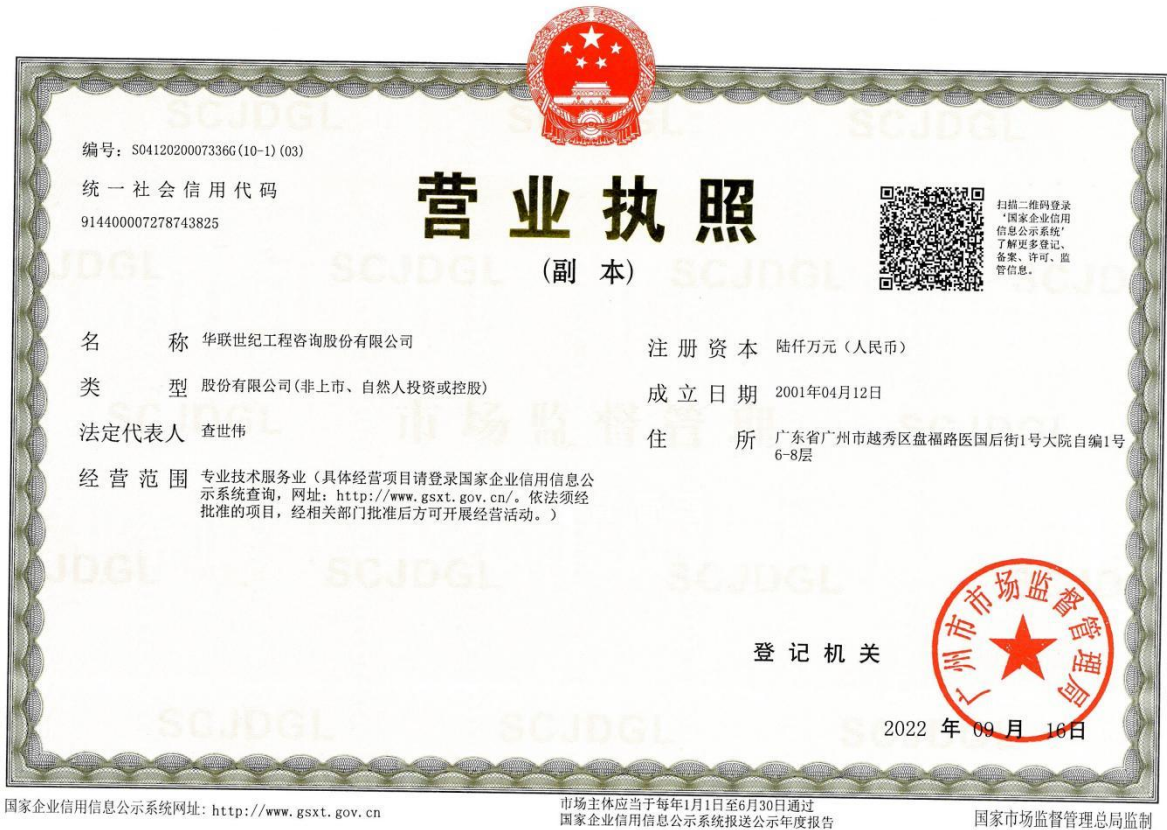 编号: S0412020007336G(10-1)(03)
统一社会信用代码
914400007278743825
营业执照
(副 本)
扫描二维码登录
‘国家企业信用
信息公示系统’
了解更多登记、
备案、许可、监
管信息。
名 称 华联世纪工程咨询股份有限公司
类 型 股份有限公司(非上市、自然人投资或控股)
法定代表人 查世伟
经营范围 专业技术服务业（具体经营项目请登录国家企业信用信息公
示系统查询，网址: http://www.gsxt.gov.cn/。依法须经
批准的项目，经相关部门批准后方可开展经营活动。）
注册资本 陆仟万元（人民币）
成立日期 2001年04月12日
住 所 广东省广州市越秀区盘福路医国后街1号大院自编1号
6-8层
登记机关
广州市市场监督管理局
2022 年 09 月 16日
国家企业信用信息公示系统网址: http://www.gsxt.gov.cn
市场主体应当于每年1月1日至6月30日通过
国家企业信用信息公示系统报送公示年度报告
国家市场监督管理总局监制
SCJDGL
市场监督管理